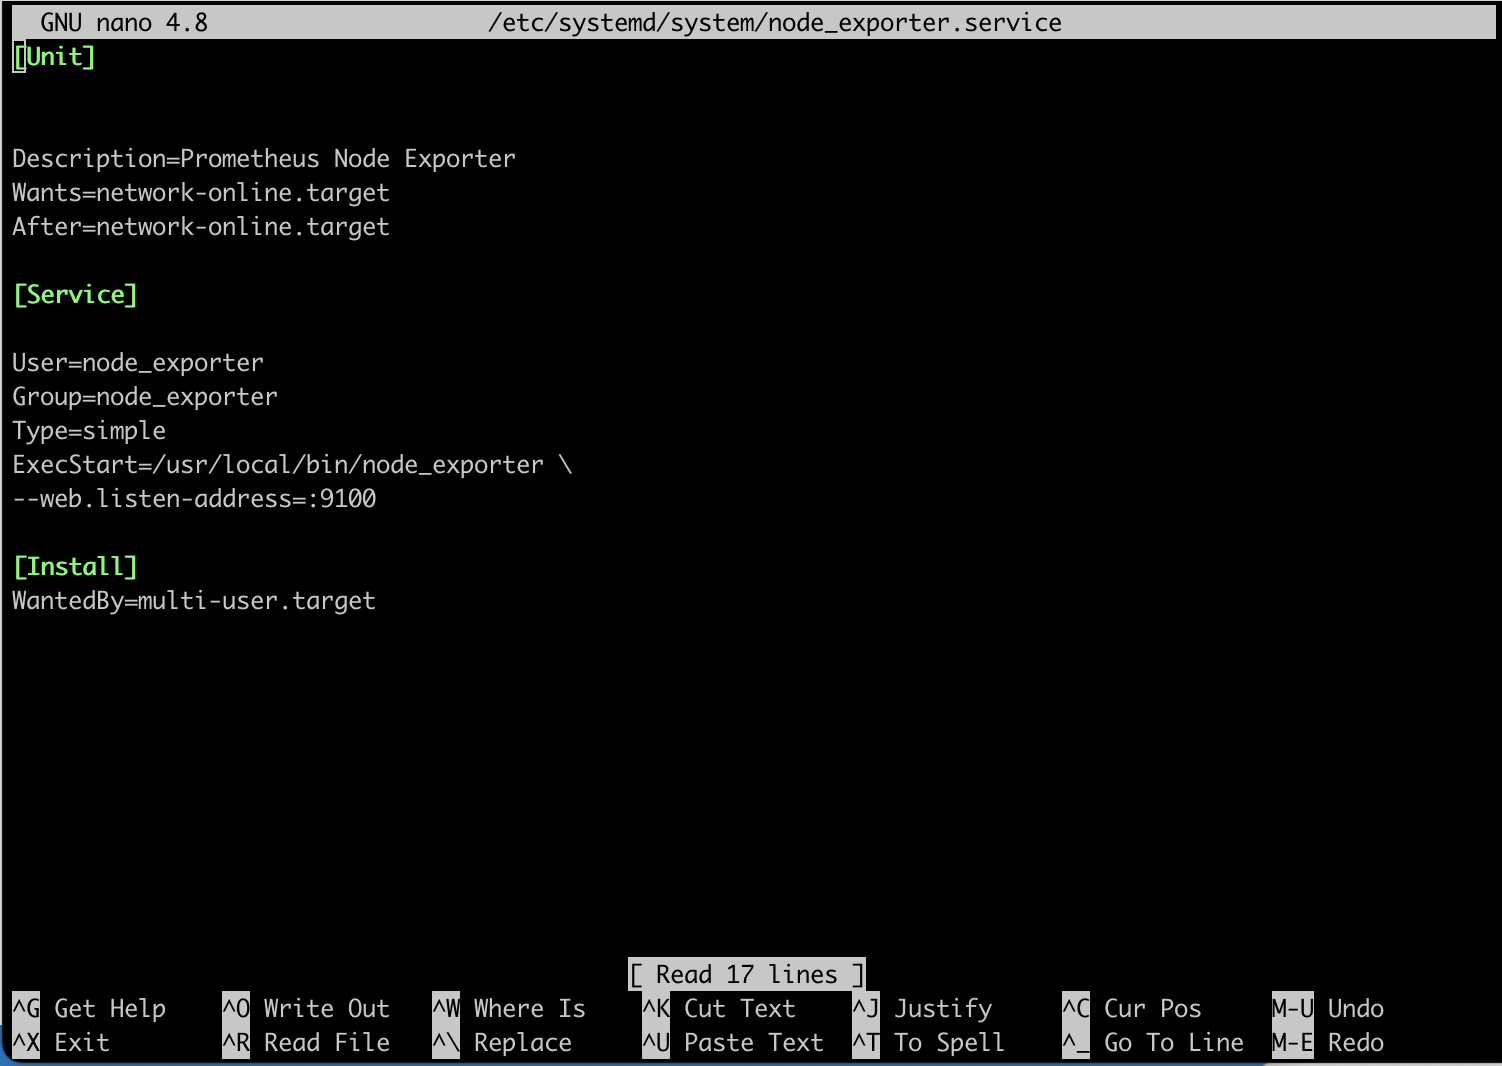 GNU nano 4.8 /etc/systemd/system/node_exporter.service
[Unit]
Description=Prometheus Node Exporter
Wants=network-online.target
After=network-online.target
[Service]
User=node_exporter
Group=node_exporter
Type=simple
ExecStart=/usr/local/bin/node_exporter \
--web.listen-address=:9100
[Install]
WantedBy=multi-user.target
[ Read 17 lines ]
^G Get Help ^O Write Out ^W Where Is ^K Cut Text ^J Justify ^C Cur Pos M-U Undo
^X Exit ^R Read File ^\ Replace ^U Paste Text ^T To Spell ^_ Go To Line M-E Redo